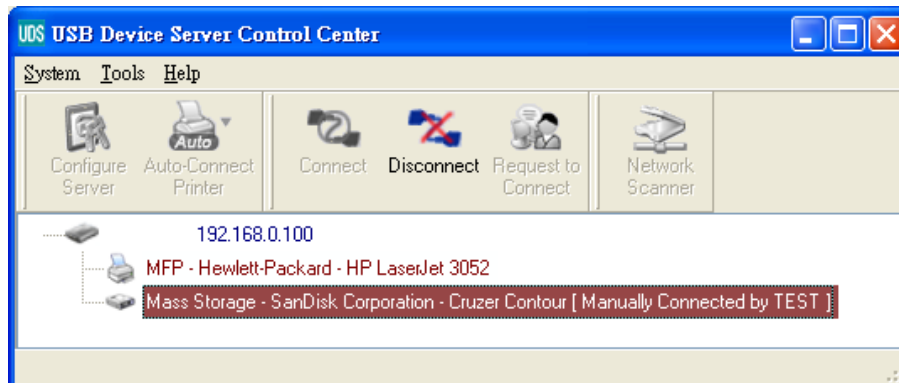 UDS USB Device Server Control Center
System Tools Help
Configure Server
Auto
Auto-Connect Printer
Connect
Disconnect
Request to Connect
Network Scanner
192.168.0.100
MFP - Hewlett-Packard - HP LaserJet 3052
Mass Storage - SanDisk Corporation - Cruzer Contour [ Manually Connected by TEST ]